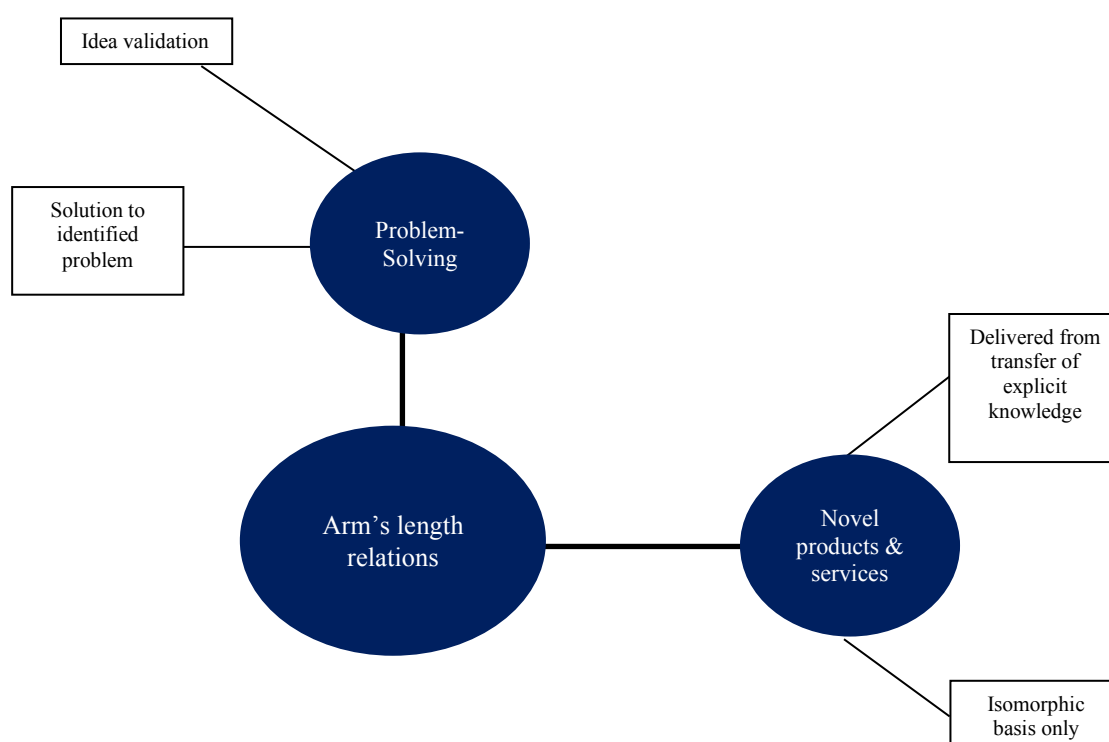 Idea validation
Solution to
identified
problem
Problem-
Solving
Delivered from
transfer of
explicit
knowledge
Arm’s length
relations
Novel
products &
services
Isomorphic
basis only